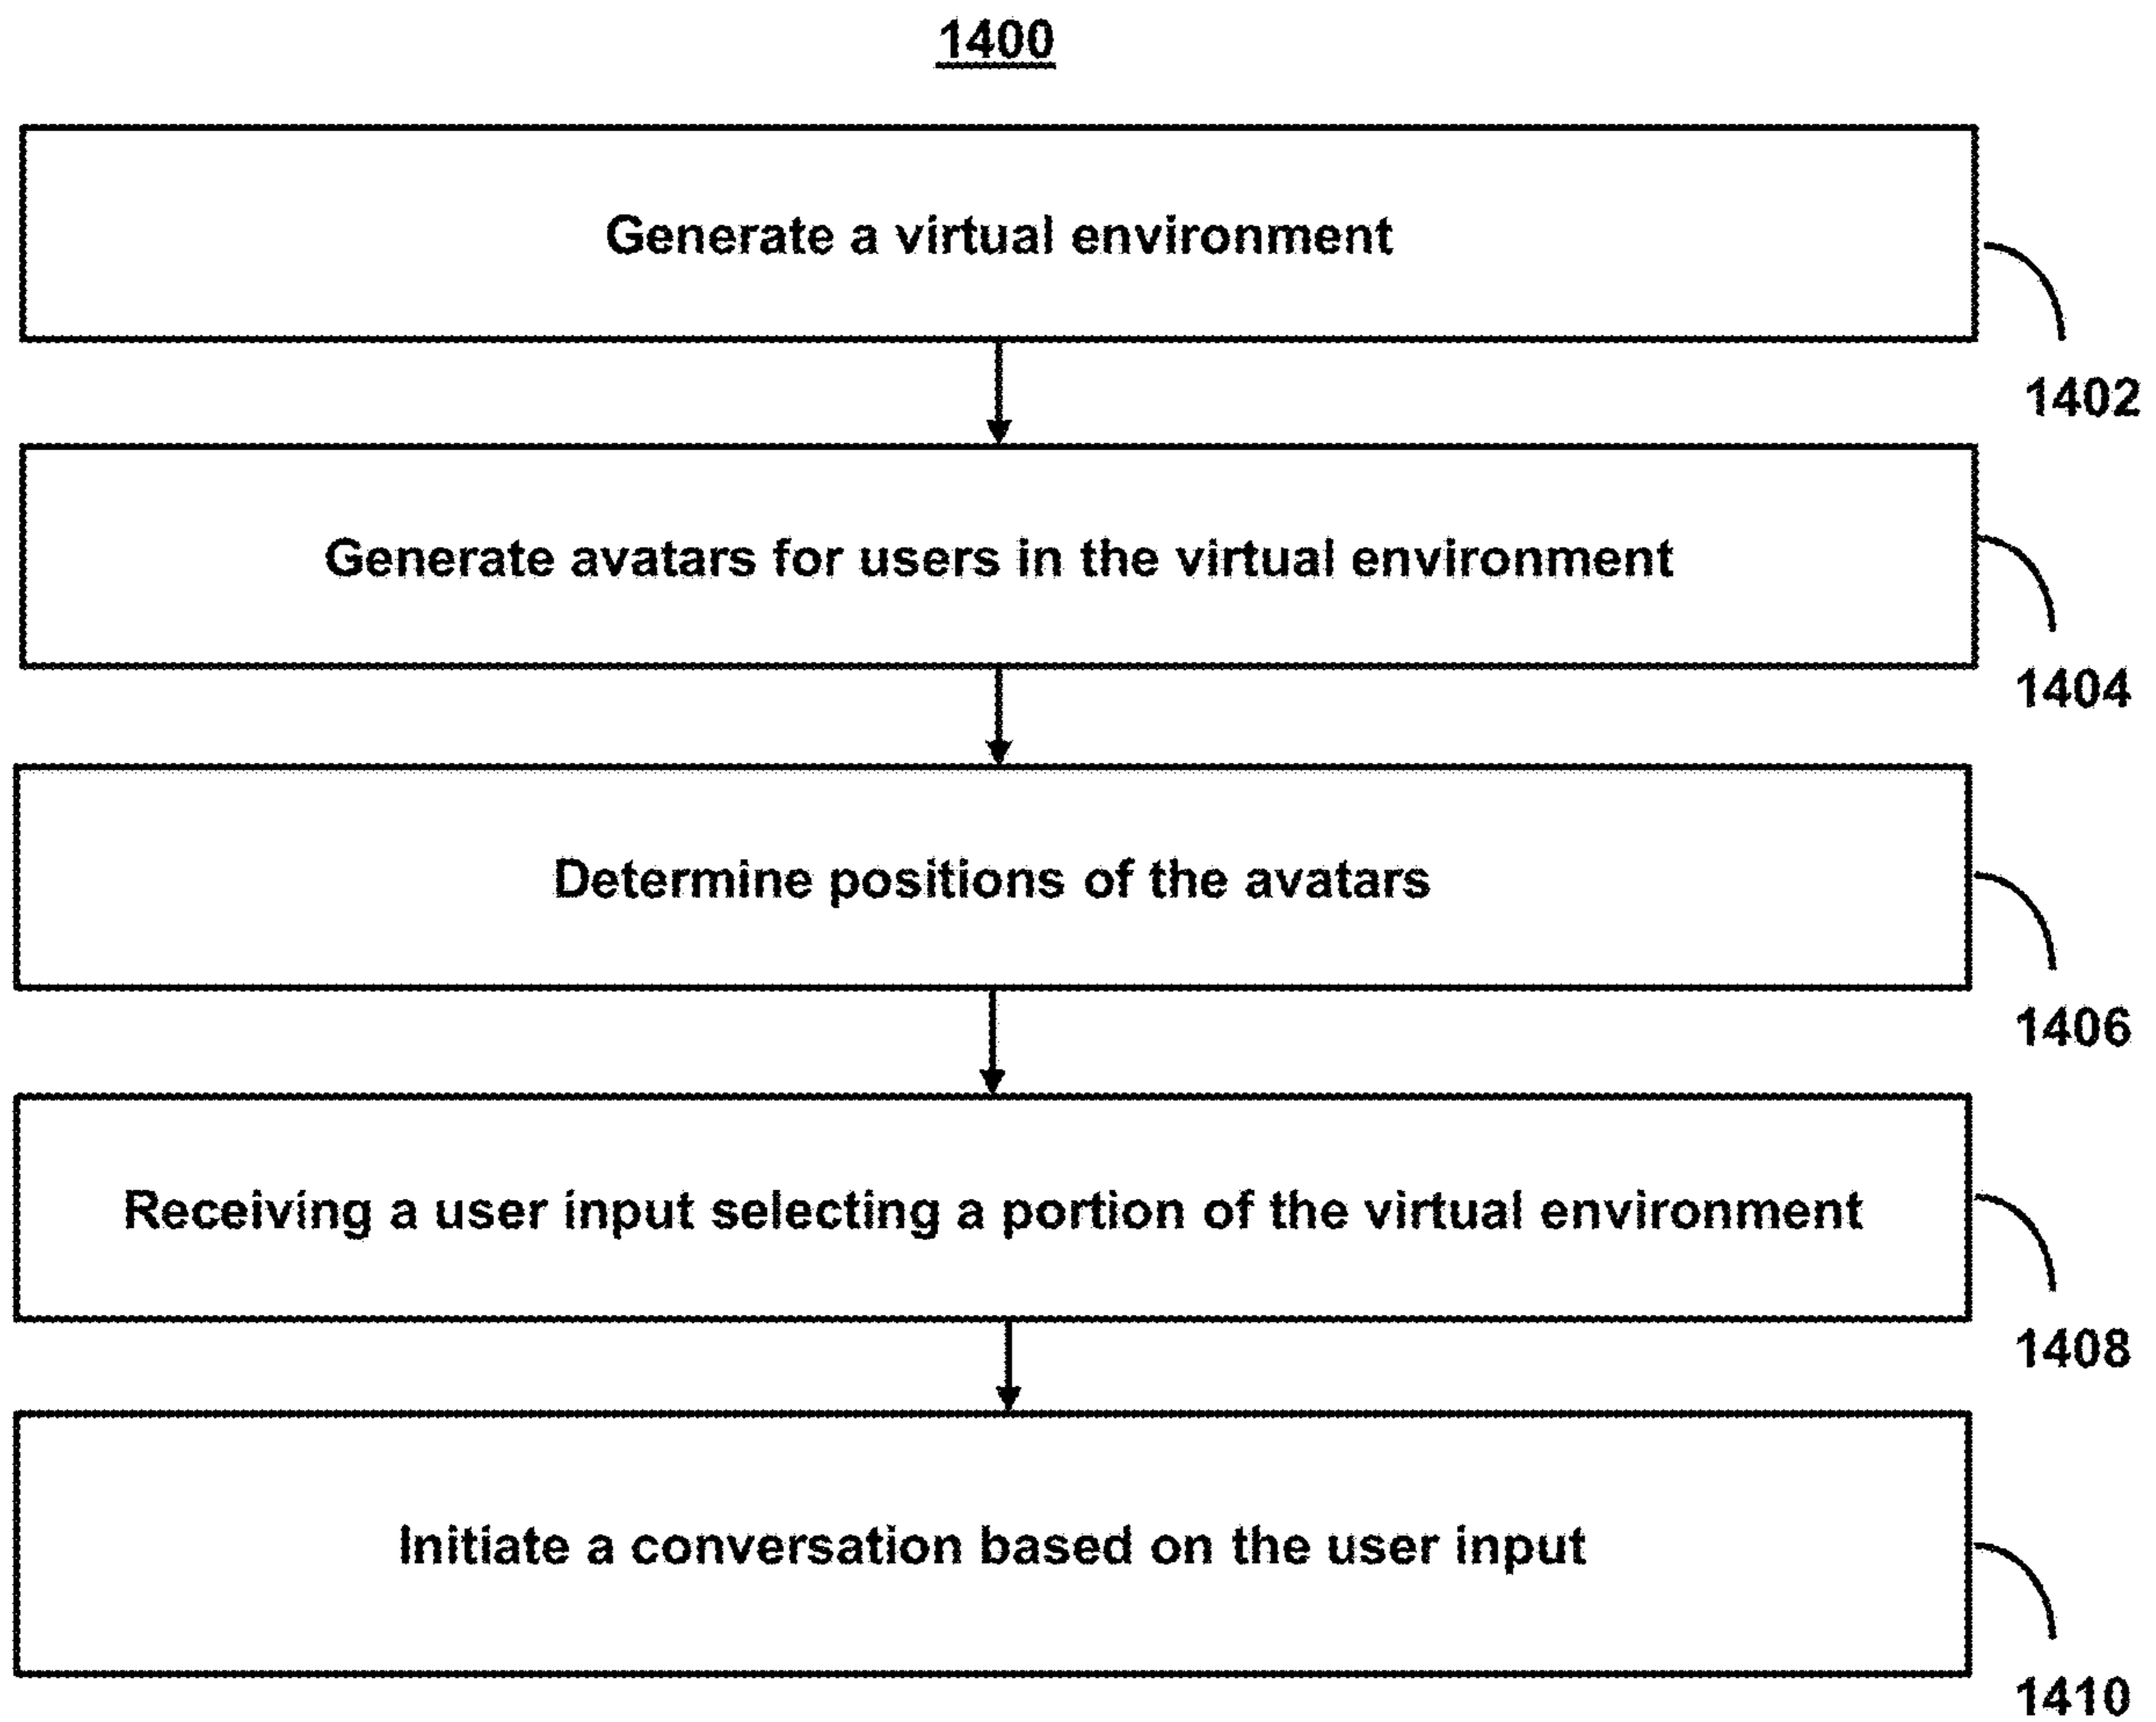 1400
Generate a virtual environment
1402
Generate avatars for users in the virtual environment
1404
Determine positions of the avatars
1406
Receiving a user input selecting a portion of the virtual environment
1408
Initiate a conversation based on the user input
1410